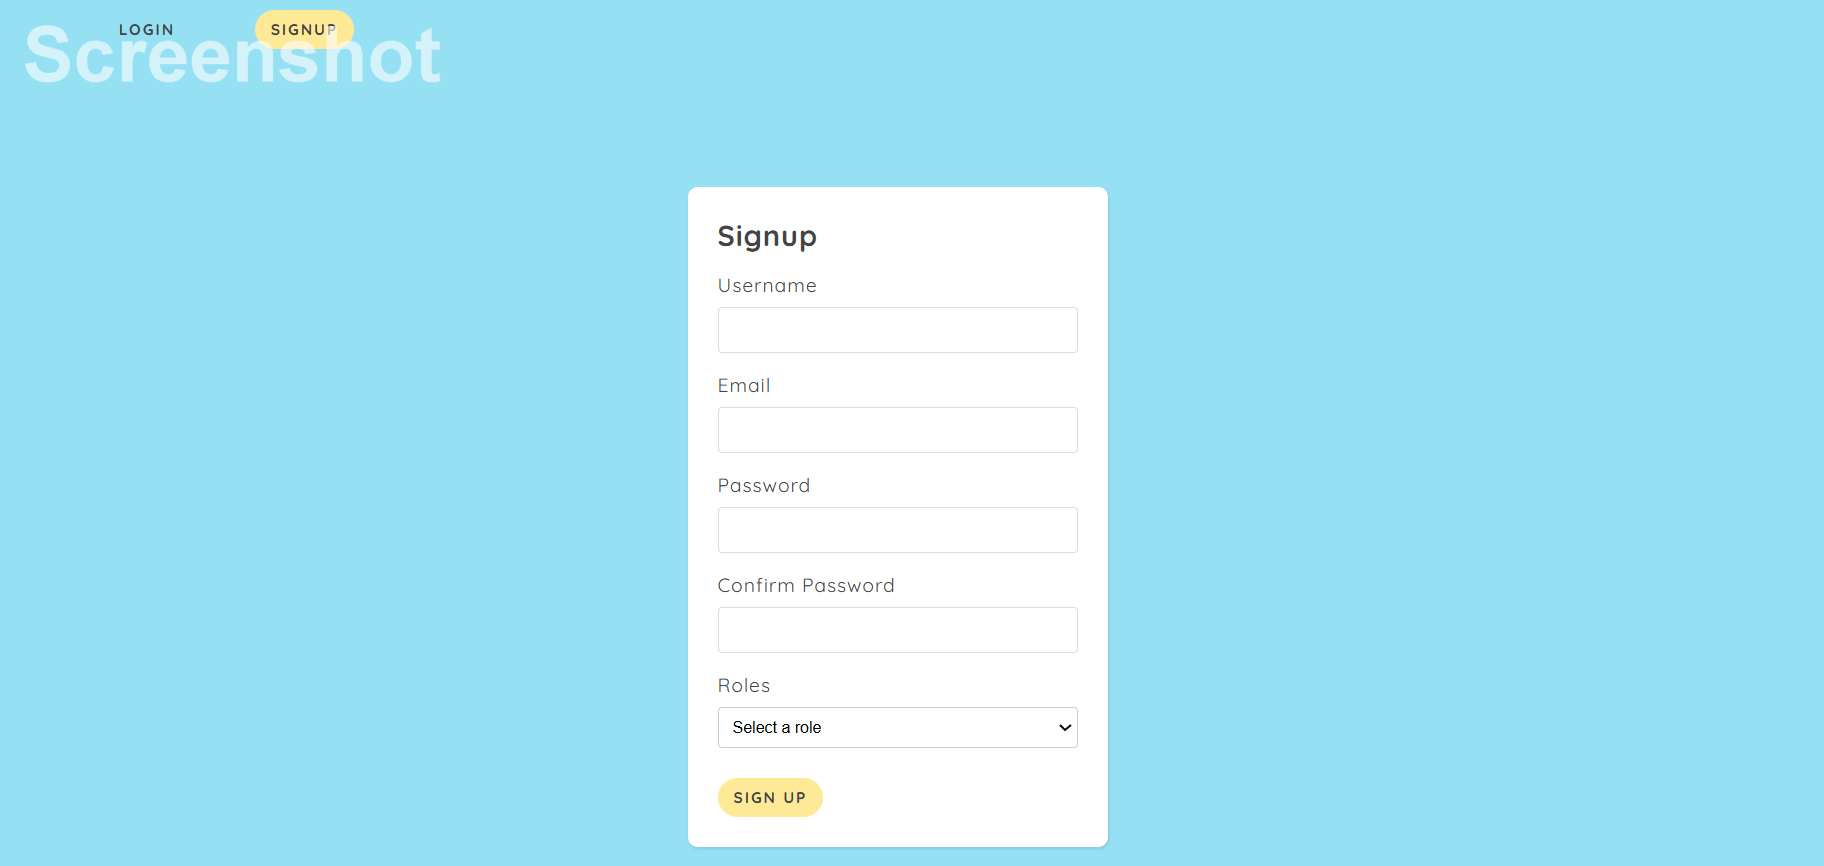 LOGIN
SIGNUP
Screenshot
Signup
Username
Email
Password
Confirm Password
Roles
Select a role
SIGN UP